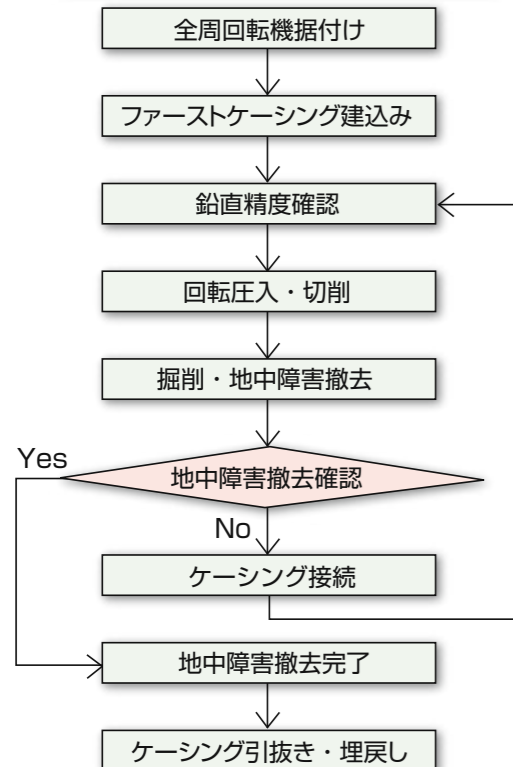 全周回転機据付け
ファーストケーシング建込み
鉛直精度確認
回転圧入・切削
掘削・地中障害撤去
地中障害撤去確認
Yes
No
ケーシング接続
地中障害撤去完了
ケーシング引抜き・埋戻し